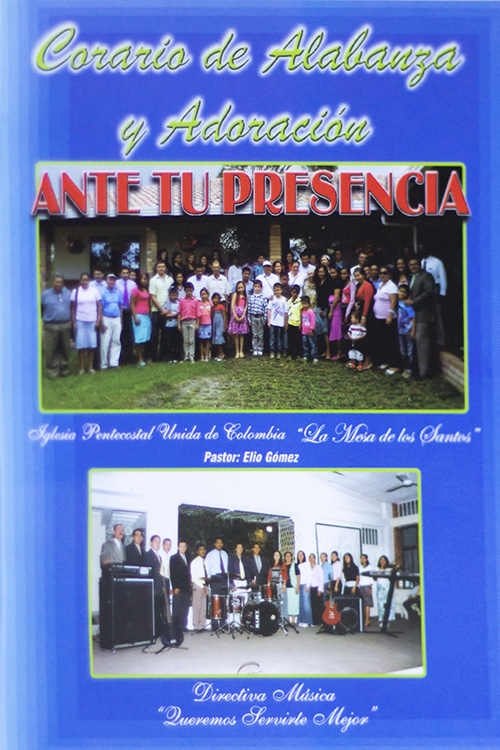 Corario de Alabanza
y Adoración
ANTE TU PRESENCIA
Iglesia Pentecostal Unida de Colombia "La Mesa de los Santos"
Pastor: Elio Gómez
Directiva Música
"Queremos Servirle Mejor"